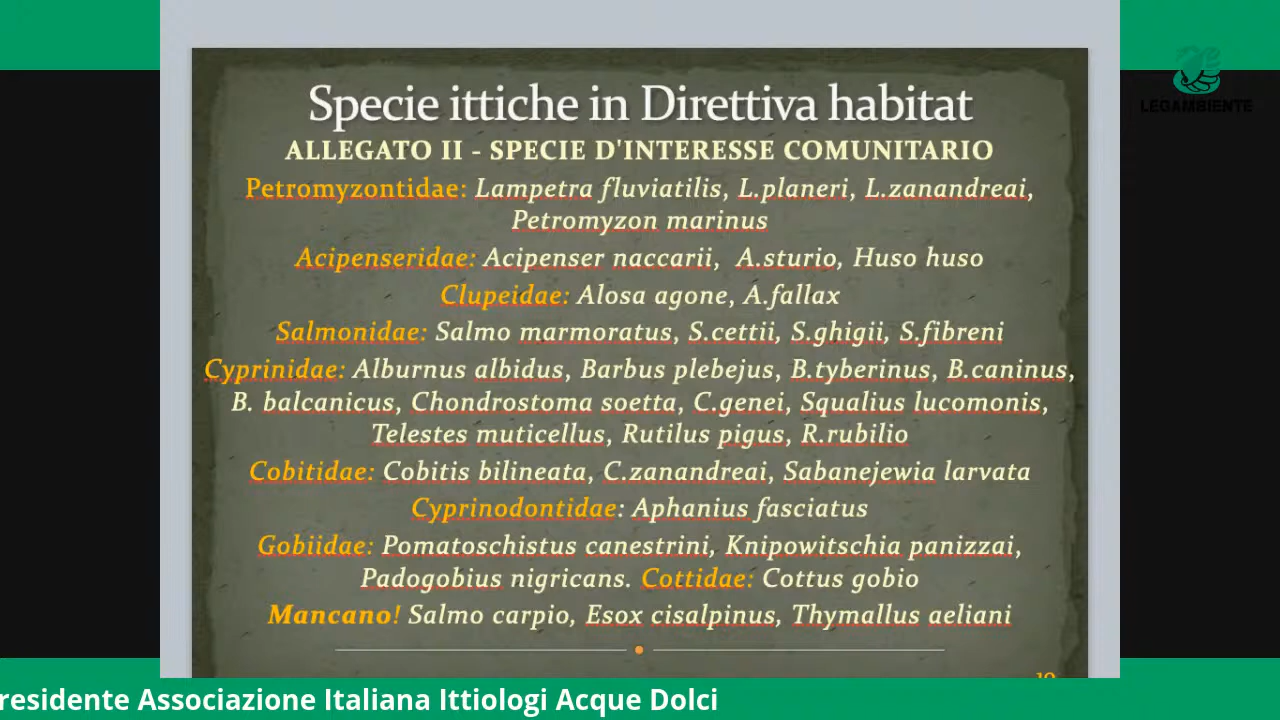 Specie ittiche in Direttiva habitat
ALLEGATO II - SPECIE D'INTERESSE COMUNITARIO
Petromyzontidae: Lampetra fluviatilis, L.planeri, L.zanandreai,
Petromyzon marinus
Acipenseridae: Acipenser naccarii, A.sturio, Huso huso
Clupeidae: Alosa agone, A.fallax
Salmonidae: Salmo marmoratus, S.cettii, S.ghigii, S.fibreni
Cyprinidae: Alburnus albidus, Barbus plebejus, B.tyberinus, B.caninus,
B. balcanicus, Chondrostoma soetta, C.genei, Squalius lucomonis,
Telestes muticellus, Rutilus pigus, R.rubilio
Cobitidae: Cobitis bilineata, C.zanandreai, Sabanejewia larvata
Cyprinodontidae: Aphanius fasciatus
Gobiidae: Pomatoschistus canestrini, Knipowitschia panizzai,
Padogobius nigricans. Cottidae: Cottus gobio
Mancano! Salmo carpio, Esox cisalpinus, Thymallus aeliani
LEGAMBIENTE
residente Associazione Italiana Ittiologi Acque Dolci